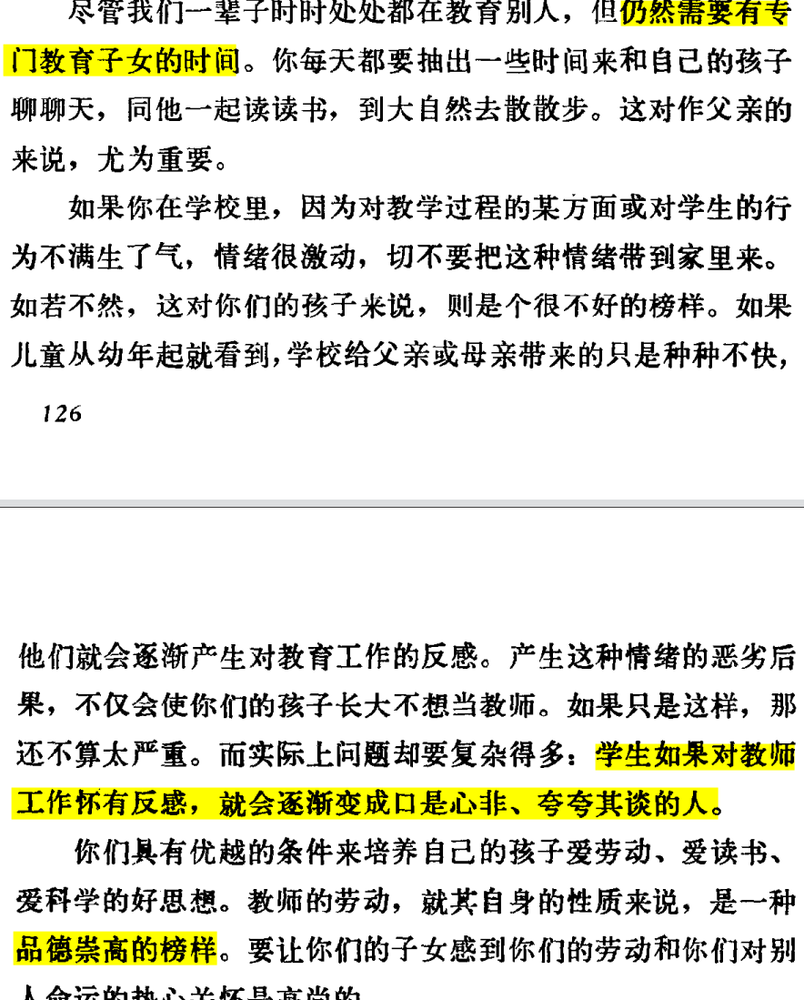 尽管我们一辈子时时处处都在教育别人，但仍然需要有专
门教育子女的时间。你每天都要抽出一些时间来和自己的孩子
聊聊天，同他一起读读书，到大自然去散散步。这对作父亲的
来说，尤为重要。
如果你在学校里，因为对教学过程的某方面或对学生的行
为不满生了气，情绪很激动，切不要把这种情绪带到家里来。
如若不然，这对你们的孩子来说，则是个很不好的榜样。如果
儿童从幼年起就看到，学校给父亲或母亲带来的只是种种不快，
126
他们就会逐渐产生对教育工作的反感。产生这种情绪的恶劣后
果，不仅会使你们的孩子长大不想当教师。如果只是这样，那
还不算太严重。而实际上问题却要复杂得多：学生如果对教师
工作怀有反感，就会逐渐变成口是心非、夸夸其谈的人。
你们具有优越的条件来培养自己的孩子爱劳动、爱读书、
爱科学的好思想。教师的劳动，就其自身的性质来说，是一种
品德崇高的榜样。要让你们的子女感到你们的劳动和你们对别
人命运的热心关怀是高尚的